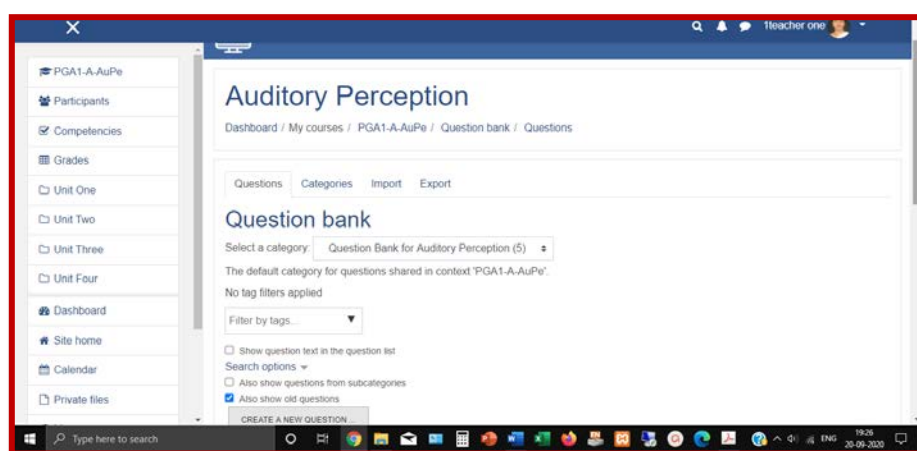 1teacher one
PGA1-A-AuPe
Participants
Competencies
Grades
Unit One
Unit Two
Unit Three
Unit Four
Dashboard
Site home
Calendar
Private files
Auditory Perception
Dashboard / My courses / PGA1-A-AuPe / Question bank / Questions
Questions Categories Import Export
Question bank
Select a category: Question Bank for Auditory Perception (5)
The default category for questions shared in context 'PGA1-A-AuPe'.
No tag filters applied
Filter by tags...
Show question text in the question list
Search options
Also show questions from subcategories
Also show old questions
CREATE A NEW QUESTION ...
Type here to search
ENG
19:26
20-09-2020